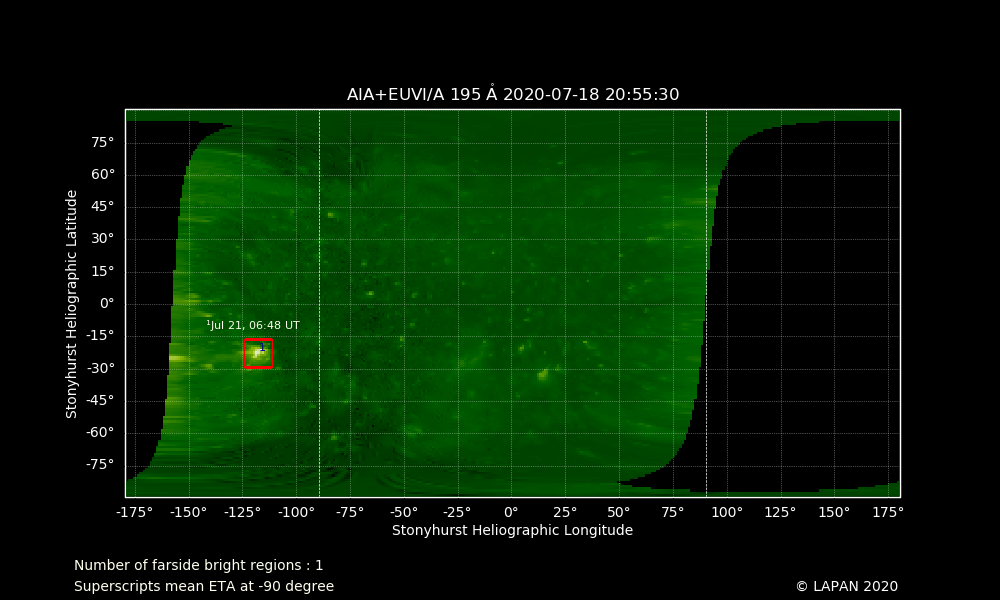 AIA+EUVI/A 195 Å 2020-07-18 20:55:30
Stonyhurst Heliographic Latitude
75°
60°
45°
30°
15°
0°
-15°
-30°
-45°
-60°
-75°
¹Jul 21, 06:48 UT
1
-175° -150° -125° -100° -75° -50° -25° 0° 25° 50° 75° 100° 125° 150° 175°
Stonyhurst Heliographic Longitude
Number of farside bright regions : 1
Superscripts mean ETA at -90 degree
© LAPAN 2020